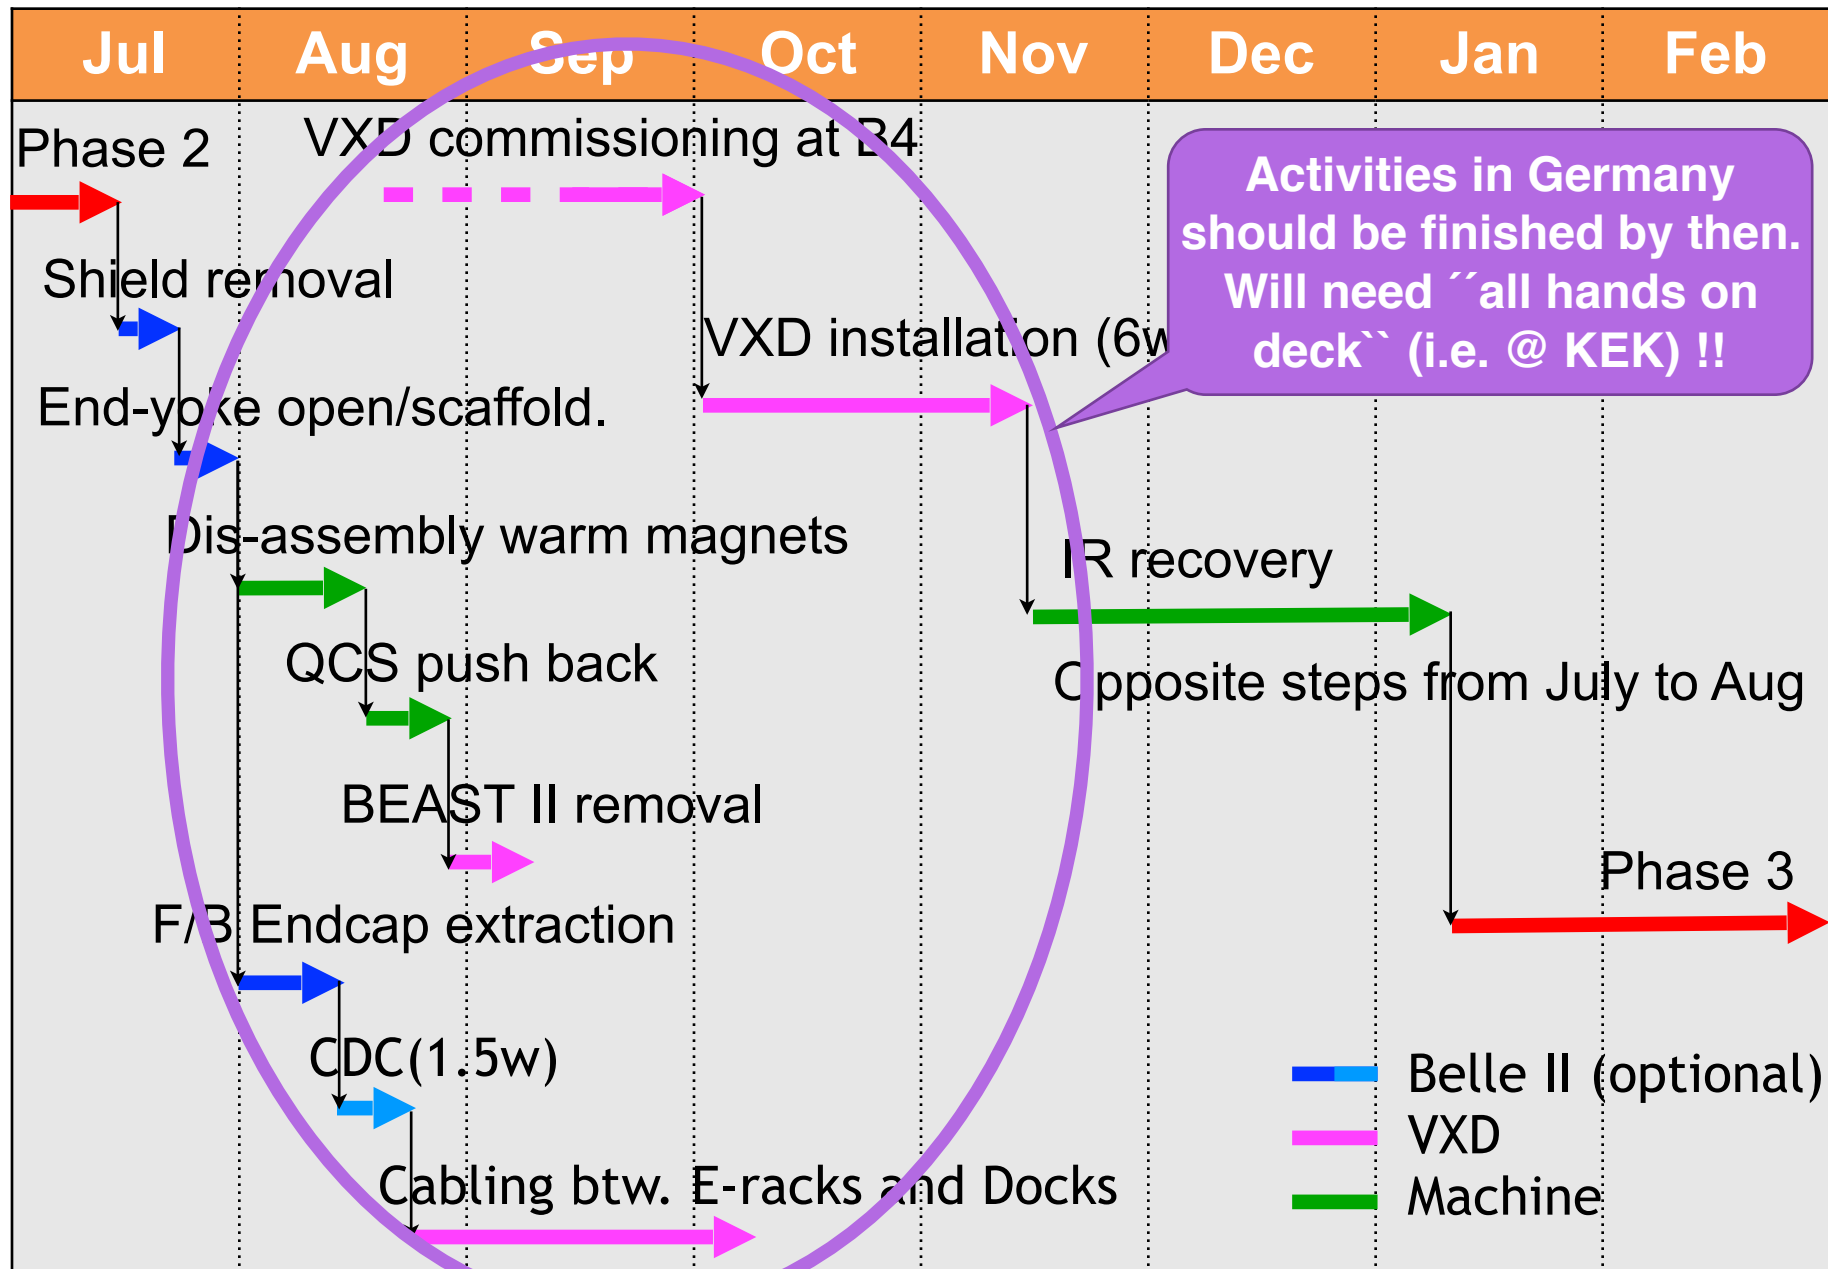 Jul Aug Sep Oct Nov Dec Jan Feb
Phase 2
VXD commissioning at B4
Activities in Germany
should be finished by then.
Will need ´´all hands on
deck`` (i.e. @ KEK) !!
Shield removal
VXD installation (6w
End-yoke open/scaffold.
Dis-assembly warm magnets
IR recovery
QCS push back
Opposite steps from July to Aug
BEAST II removal
Phase 3
F/B Endcap extraction
CDC(1.5w)
Belle II (optional)
VXD
Cabling btw. E-racks and Docks
Machine